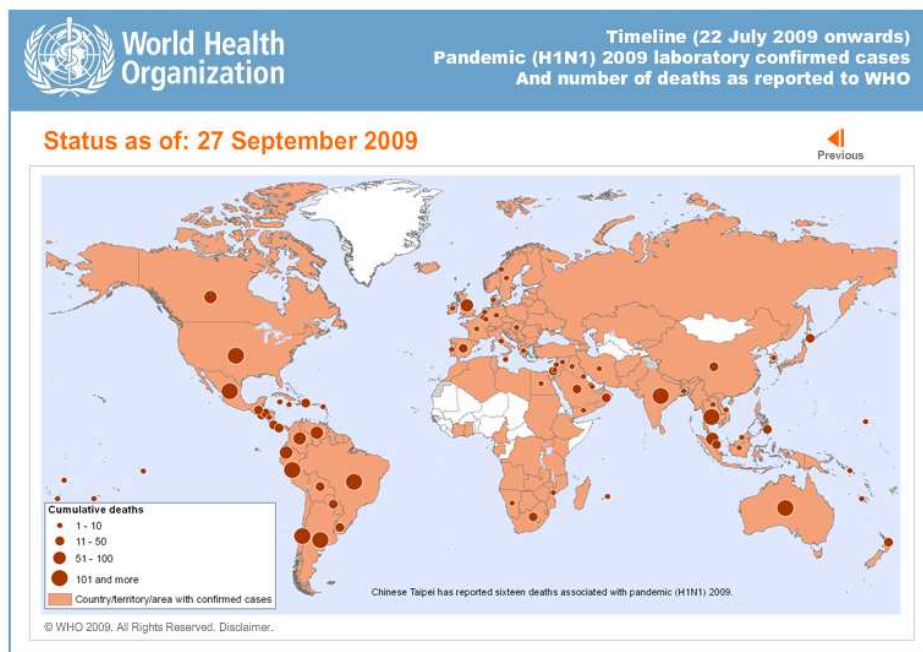 World Health
Organization
Timeline (22 July 2009 onwards)
Pandemic (H1N1) 2009 laboratory confirmed cases
And number of deaths as reported to WHO
Status as of: 27 September 2009
Previous
Cumulative deaths
1 - 10
11 - 50
51 - 100
101 and more
Country/territory/area with confirmed cases
Chinese Taipei has reported sixteen deaths associated with pandemic (H1N1) 2009.
© WHO 2009. All Rights Reserved. Disclaimer.